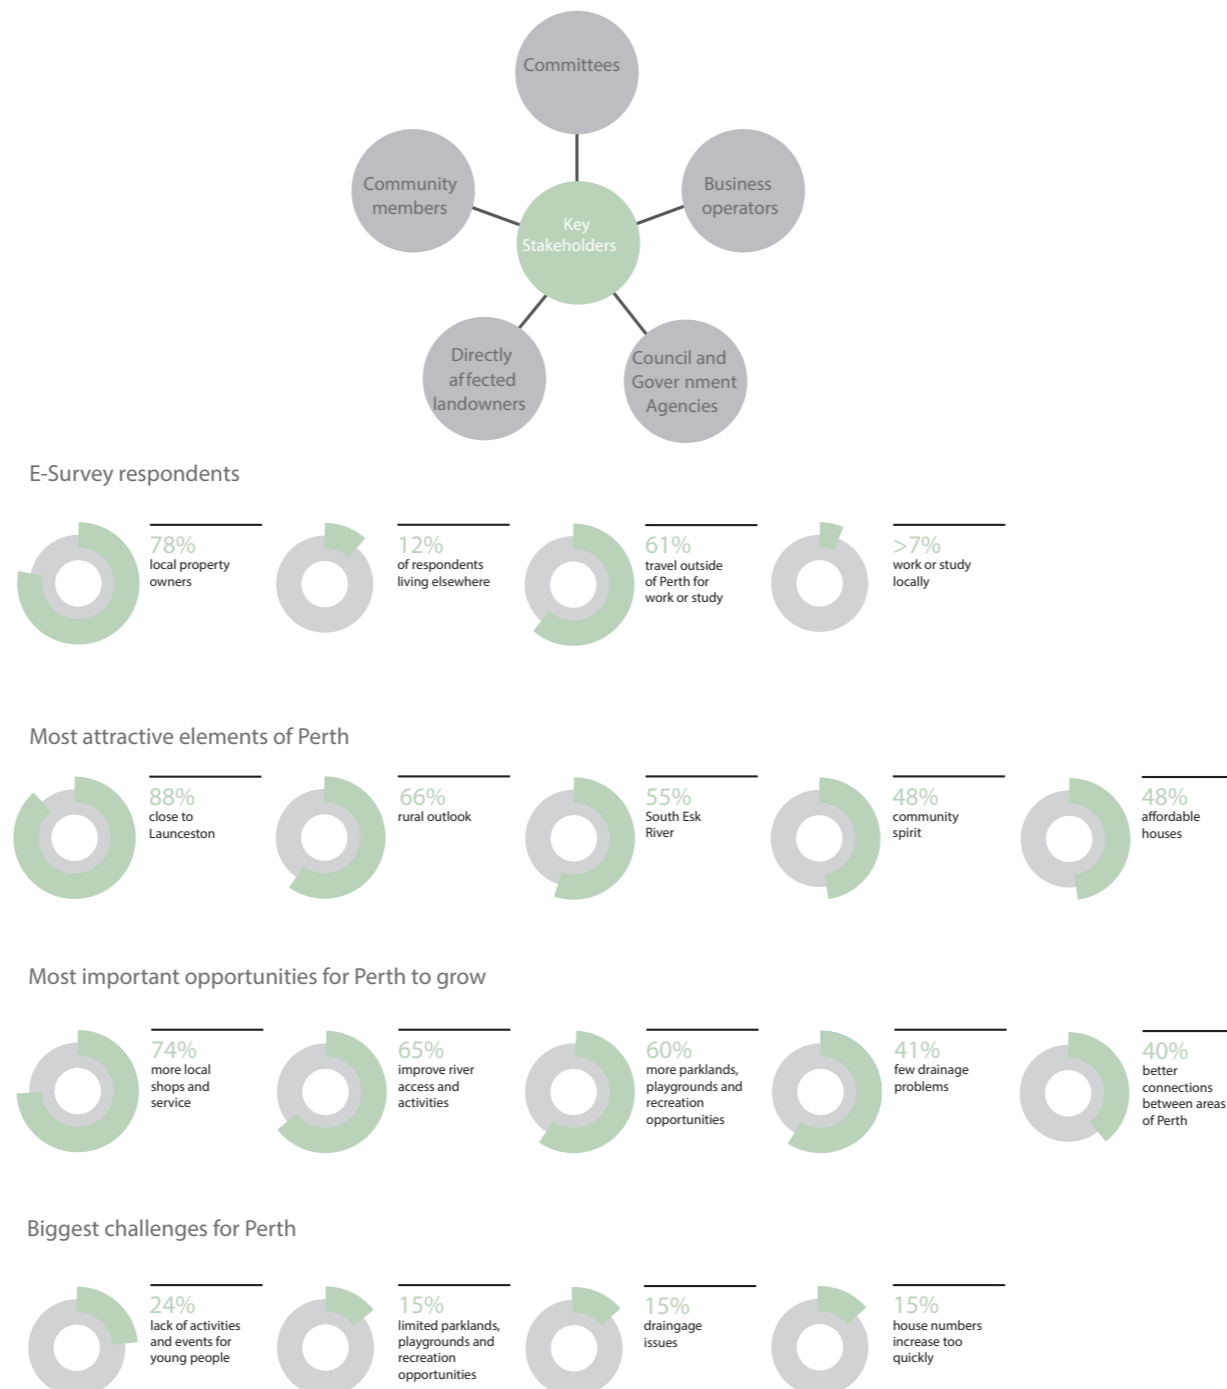 Committees
Community
members
Business
operators
Key
Stakeholders
Directly
affected
landowners
Council and
Gover nment
Agencies
E-Survey respondents
78%
local property
owners
12%
of respondents
living elsewhere
61%
travel outside
of Perth for
work or study
>7%
work or study
locally
Most attractive elements of Perth
88%
close to
Launceston
66%
rural outlook
55%
South Esk
River
48%
community
spirit
48%
affordable
houses
Most important opportunities for Perth to grow
74%
more local
shops and
service
65%
improve river
access and
activities
60%
more parklands,
playgrounds and
recreation
opportunities
41%
few drainage
problems
40%
better
connections
between areas
of Perth
Biggest challenges for Perth
24%
lack of activities
and events for
young people
15%
limited parklands,
playgrounds and
recreation
opportunities
15%
draingage
issues
15%
house numbers
increase too
quickly